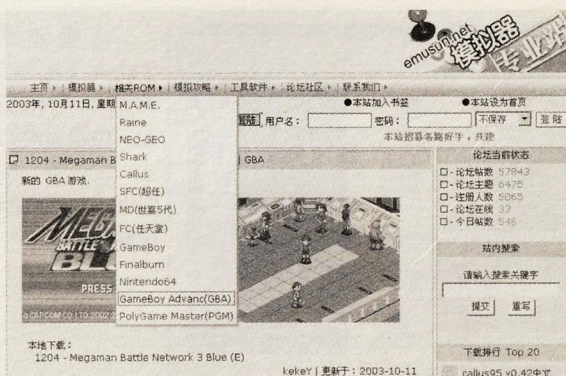 emusun.net
模拟器
专业站
主页 模拟器 相关ROM 模拟攻略 工具软件 论坛社区 联系我们
2003年, 10月11日, 星期
●本站加入书签 ●本站设为首页
登陆 用户名: 密码: 不保存 登陆
M.A.M.E.
Raine
NEO-GEO
Shark
Callus
SFC(超任)
MD(世嘉5代)
FC(任天堂)
GameBoy
Finalburn
Nintendo64
GameBoy Advanc(GBA)
PolyGame Master(PGM)
本站招募各路好手,共建
1204 - Megaman B GBA
新的 GBA 游戏.
MEG
BATTLE
BLU
PRESS
©CAPCOM CO.,LTD.2002
本地下载:
1204 - Megaman Battle Network 3 Blue (E)
kekeY | 更新于: 2003-10-11
论坛当前状态
论坛帖数 57843
论坛主题 6475
注册人数 5065
论坛在线 33
今日帖数 546
站内搜索
请输入搜索关键字
提交 重写
下载排行 Top 20
callus95 v0.42中文